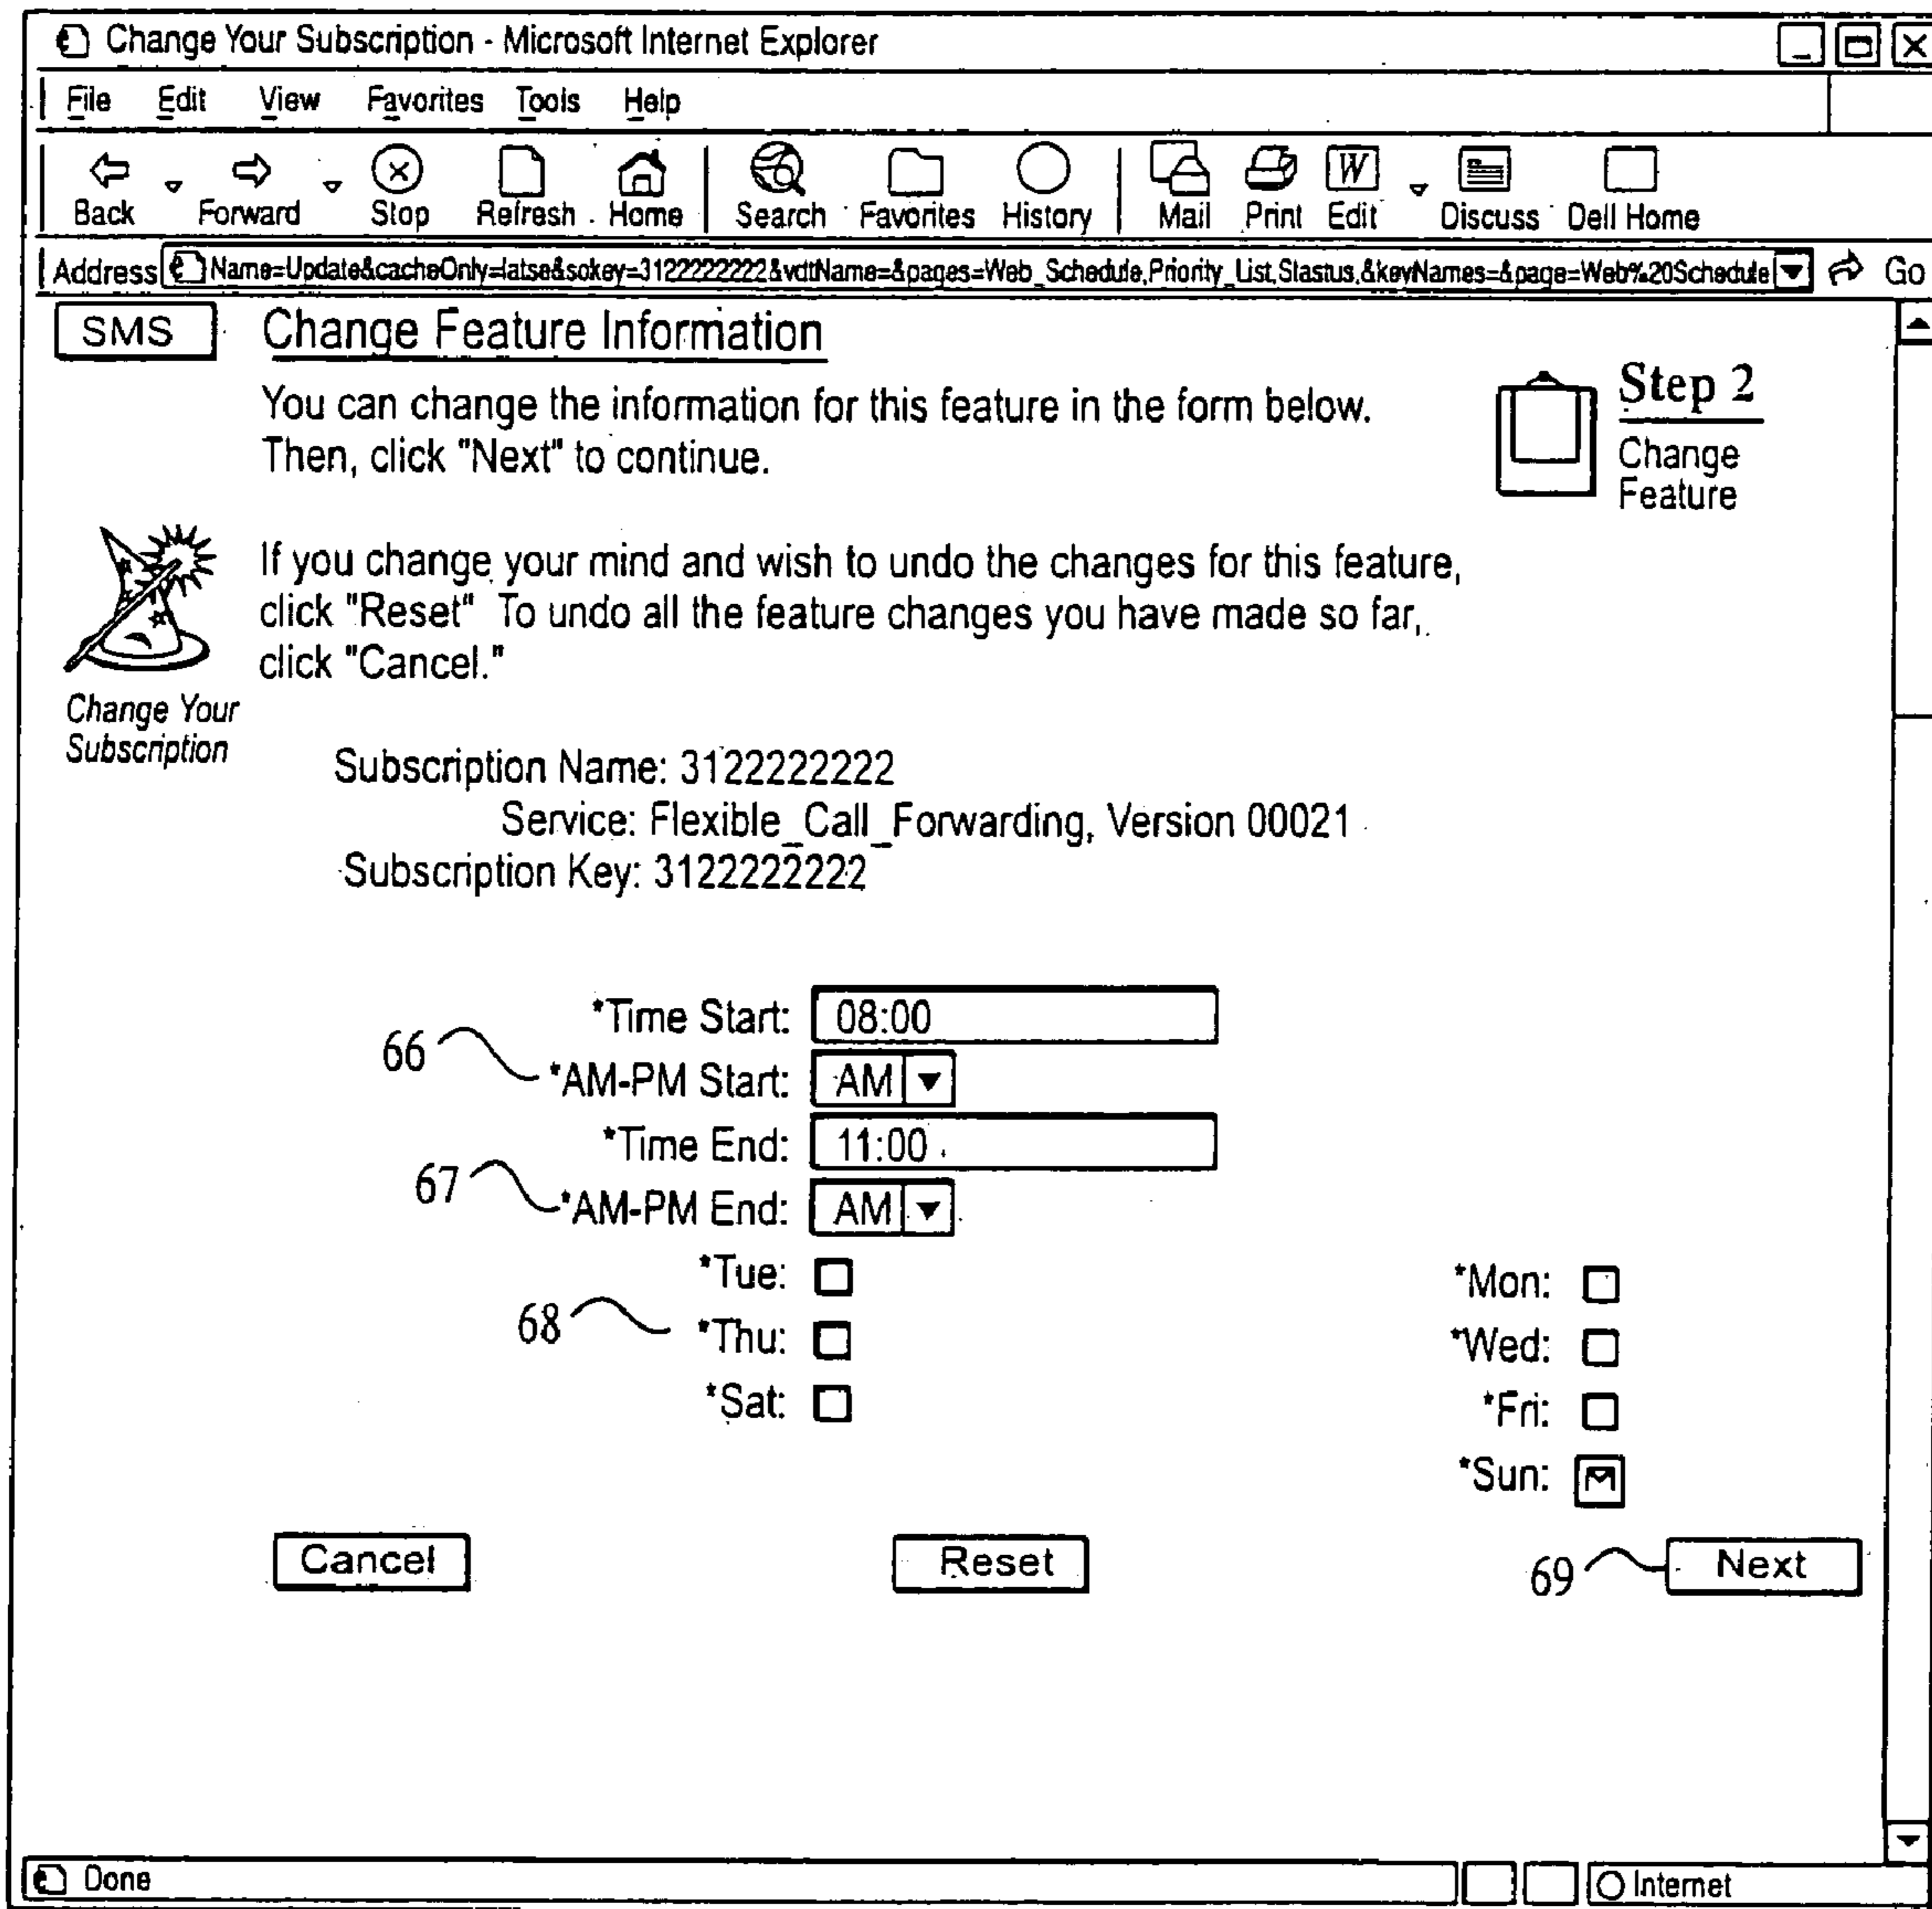 Change Your Subscription - Microsoft Internet Explorer
File Edit View Favorites Tools Help
Back Forward Stop Refresh Home Search Favorites History Mail Print Edit Discuss Dell Home
Address Name=Update&cacheOnly=latse&sokey=3122222222&vdttName=&pages=Web_Schedule,Priority_List,Stastus,&keyNames=&page=Web%20Schedule Go
SMS Change Feature Information
You can change the information for this feature in the form below.
Then, click "Next" to continue.
Step 2
Change
Feature
If you change your mind and wish to undo the changes for this feature,
click "Reset" To undo all the feature changes you have made so far,
click "Cancel."
Change Your
Subscription
Subscription Name: 3122222222
Service: Flexible_Call_Forwarding, Version 00021
Subscription Key: 3122222222
*Time Start: 08:00
66 *AM-PM Start: AM
*Time End: 11:00
67 *AM-PM End: AM
*Tue: *Mon:
68 *Thu: *Wed:
*Sat: *Fri:
*Sun:
Cancel Reset 69 Next
Done Internet